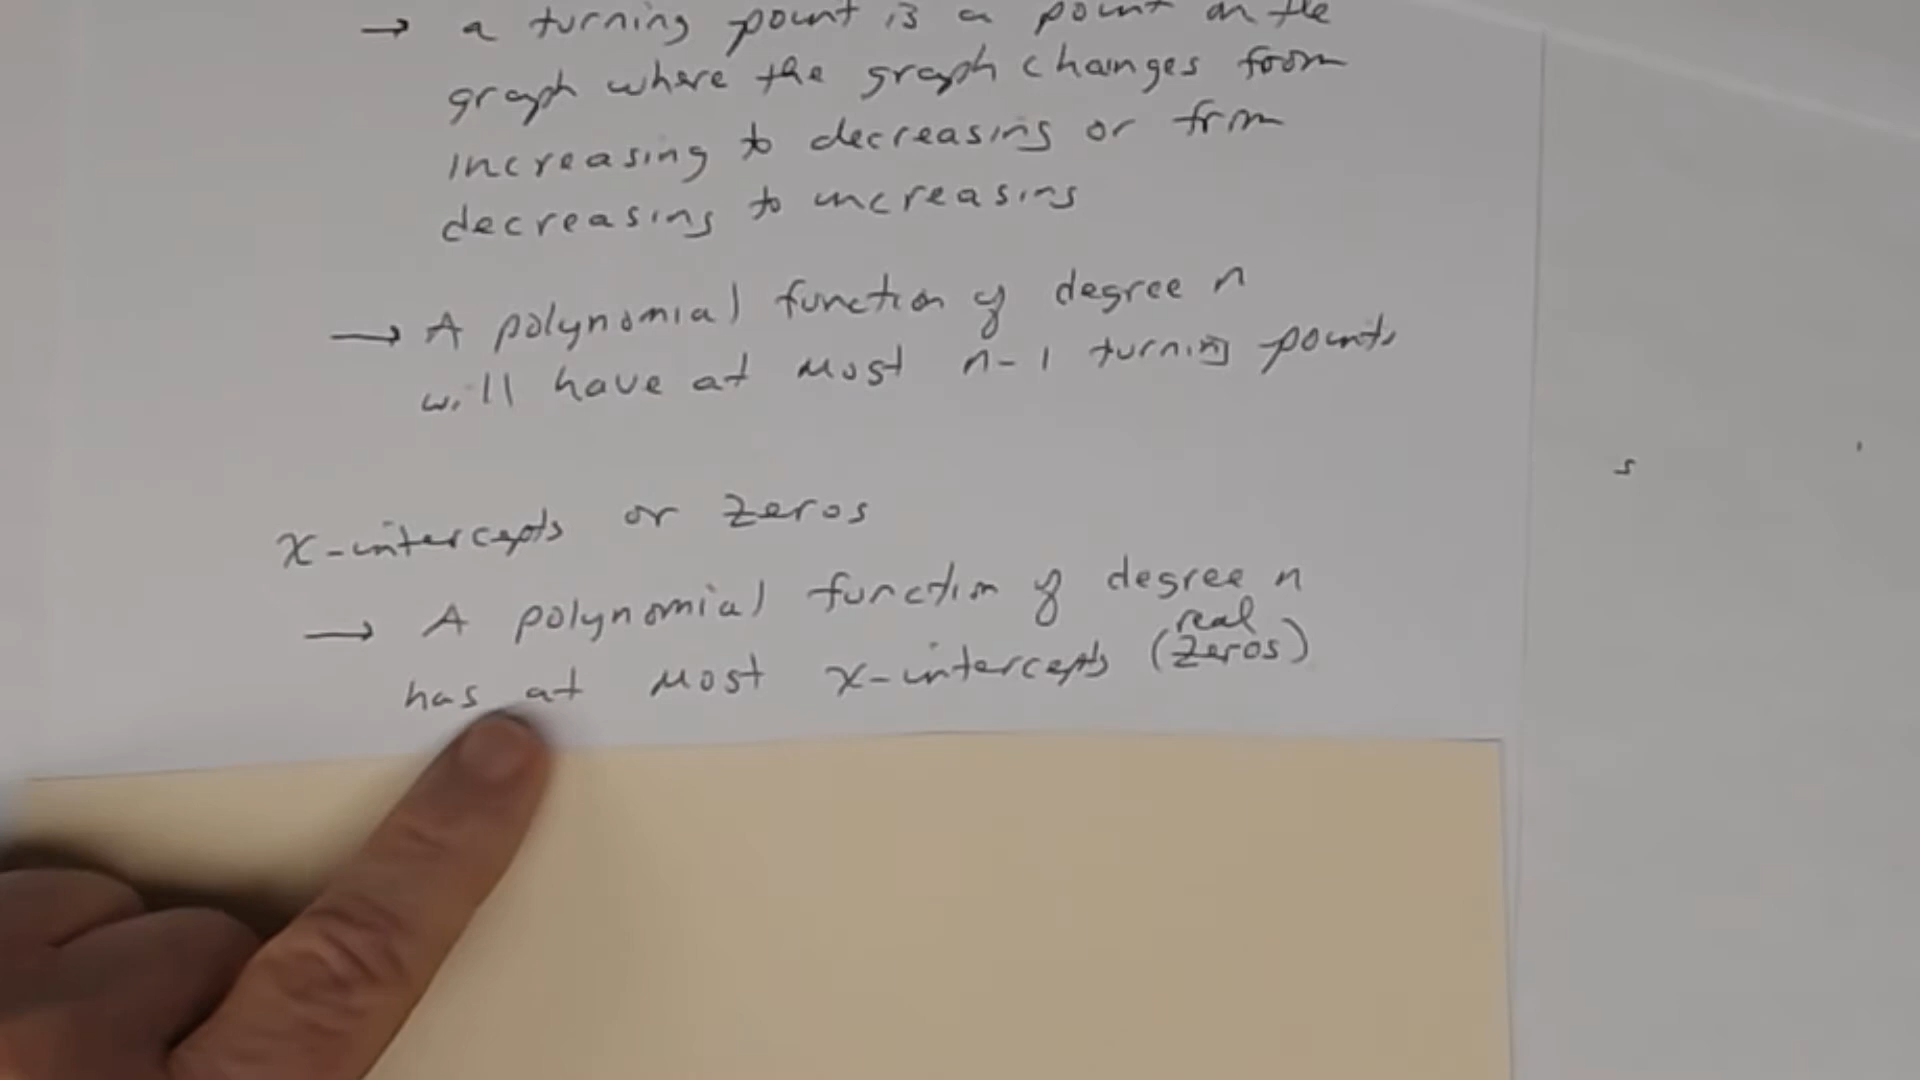 → a turning point is a point on the
graph where the graph changes from
increasing to decreasing or from
decreasing to increasing
→ A polynomial function of degree n
will have at most n-1 turning points
s
x-intercepts or zeros
→ A polynomial function of degree n
real
has at most x-intercepts (zeros)